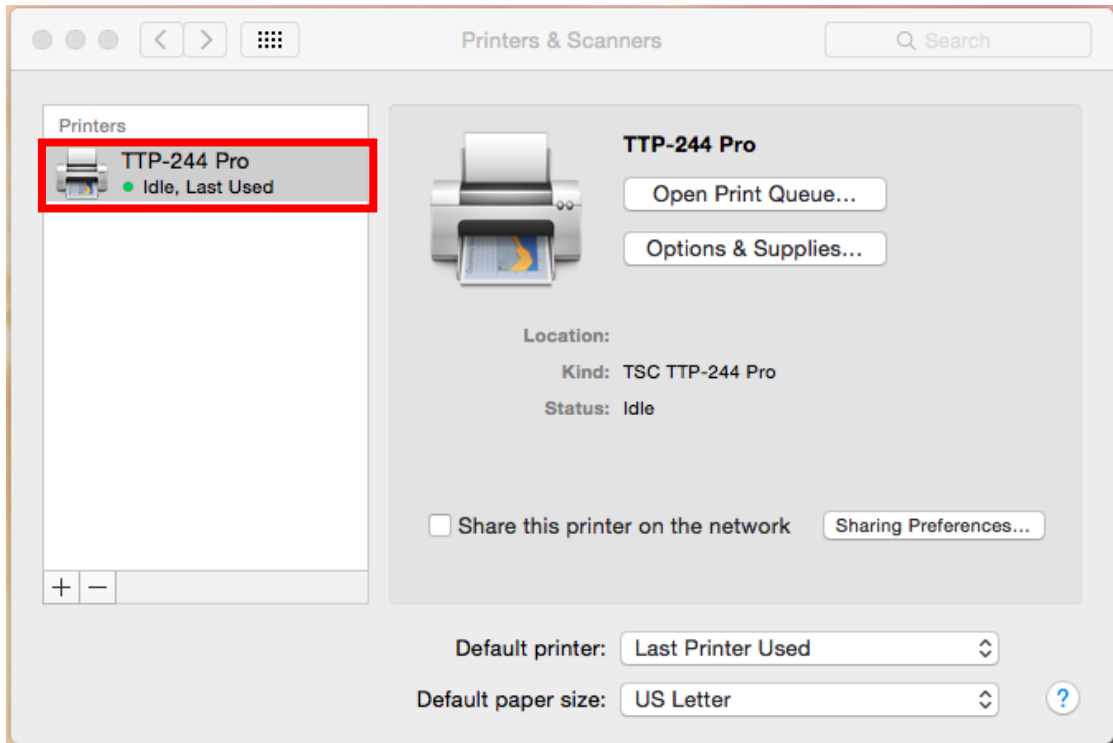 Printers & Scanners
Search
Printers
TTP-244 Pro
Idle, Last Used
TTP-244 Pro
Open Print Queue...
Options & Supplies...
Location:
Kind: TSC TTP-244 Pro
Status: Idle
Share this printer on the network
Sharing Preferences...
+ −
Default printer: Last Printer Used
Default paper size: US Letter
?